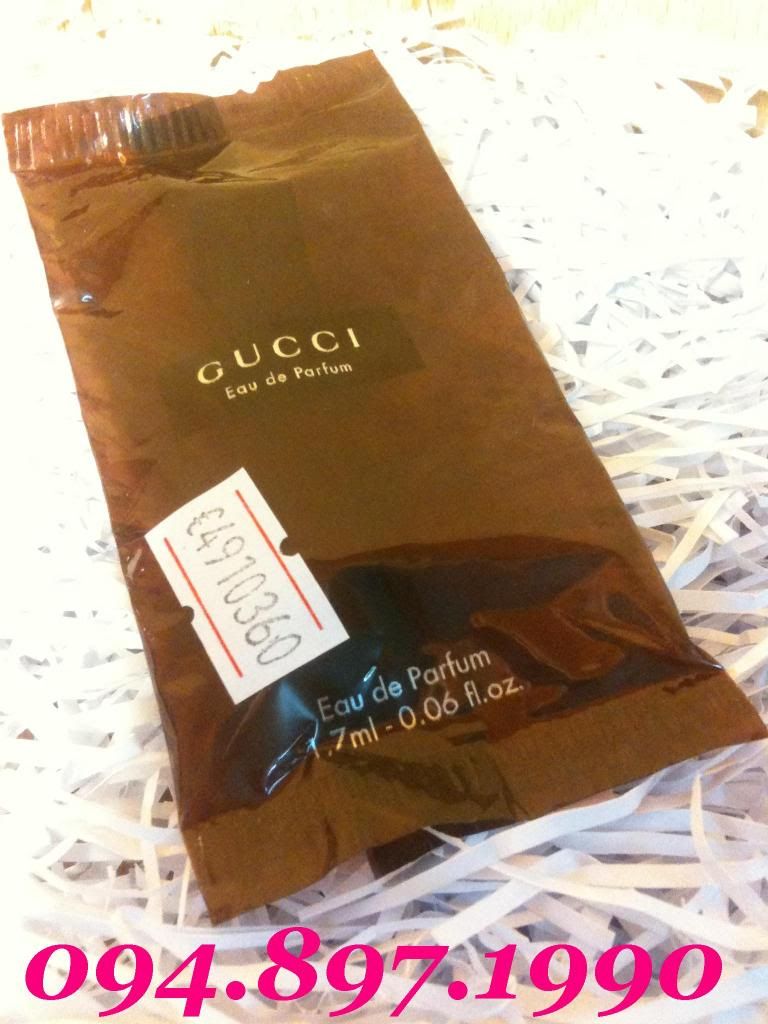 GUCCI
Eau de Parfum
£4910360
Eau de Parfum
1.7ml - 0.06 fl.oz.
094.897.1990